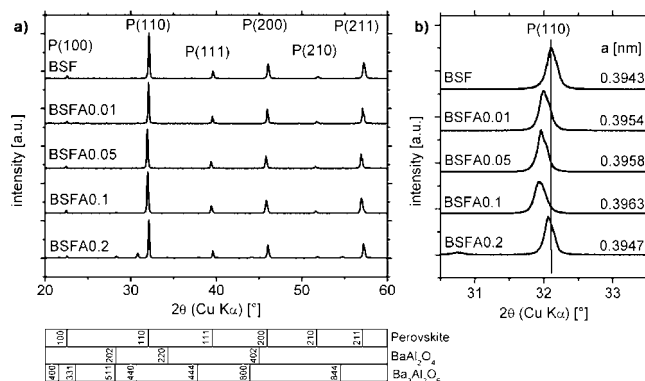 a)
P(100)
P(110)
P(111)
P(200)
P(210)
P(211)
BSF
BSFA0.01
BSFA0.05
BSFA0.1
BSFA0.2
intensity [a.u.]
20 30 40 50 60
2θ (Cu Kα) [°]
b)
P(110)
a [nm]
BSF 0.3943
BSFA0.01 0.3954
BSFA0.05 0.3958
BSFA0.1 0.3963
BSFA0.2 0.3947
intensity [a.u.]
31 32 33
2θ (Cu Kα) [°]
100 110 111 200 210 211 Perovskite
202 220 402 BaAl₂O₄
400 331 511 440 444 800 844